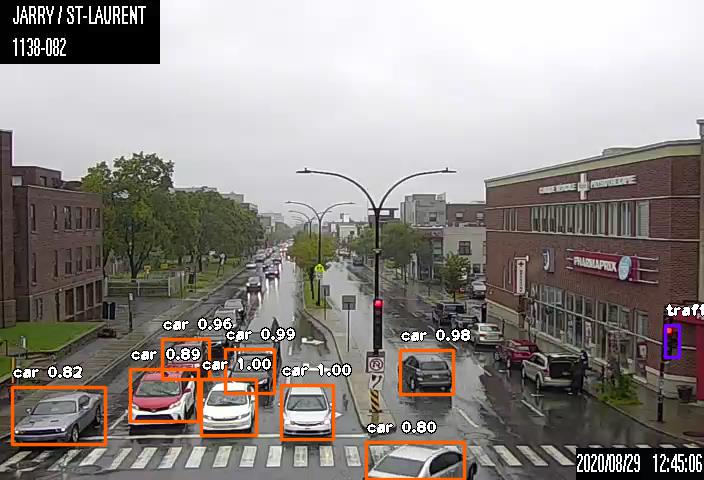 JARRY / ST-LAURENT
1138-082
PHARMAPRIX
traff
car 0.96
car 0.99
car 0.98
car 0.89
car 1.00
car 1.00
car 0.82
car 0.80
2020/08/29 12:45:06